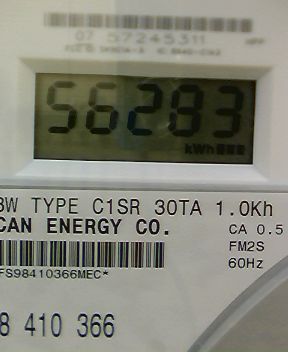 07 57245311
56283
kWh
3W TYPE C1SR 30TA 1.0Kh
CAN ENERGY CO.
CA 0.5
FM2S
60Hz
FS98410366MEC*
8 410 366